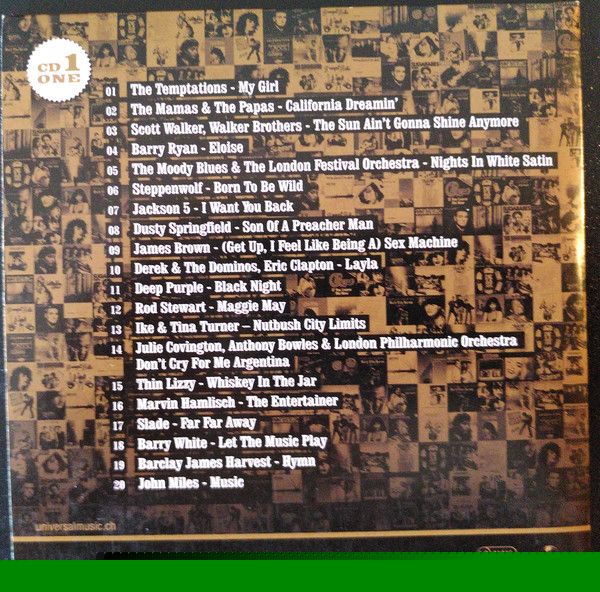 CD 1
ONE
01 The Temptations - My Girl
02 The Mamas & The Papas - California Dreamin'
03 Scott Walker, Walker Brothers - The Sun Ain't Gonna Shine Anymore
04 Barry Ryan - Eloise
05 The Moody Blues & The London Festival Orchestra - Nights In White Satin
06 Steppenwolf - Born To Be Wild
07 Jackson 5 - I Want You Back
08 Dusty Springfield - Son Of A Preacher Man
09 James Brown - (Get Up, I Feel Like Being A) Sex Machine
10 Derek & The Dominos, Eric Clapton - Layla
11 Deep Purple - Black Night
12 Rod Stewart - Maggie May
13 Ike & Tina Turner – Nutbush City Limits
14 Julie Covington, Anthony Bowles & London Philharmonic Orchestra
Don't Cry For Me Argentina
15 Thin Lizzy - Whiskey In The Jar
16 Marvin Hamlisch - The Entertainer
17 Slade - Far Far Away
18 Barry White - Let The Music Play
19 Barclay James Harvest - Hymn
20 John Miles - Music
universalmusic.ch